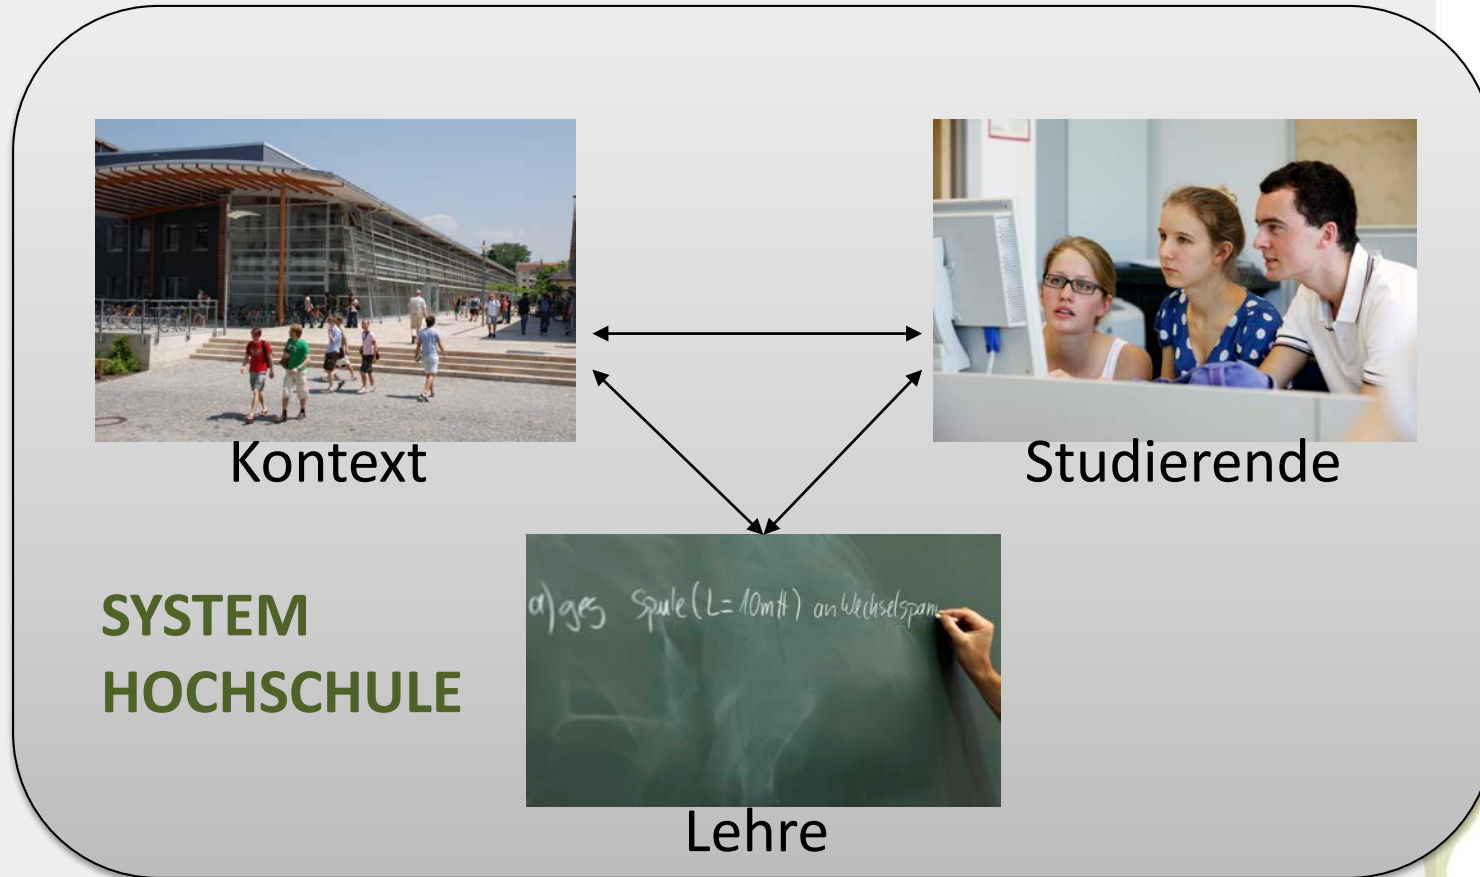 Kontext
Studierende
a) ges Spule (L = 10mH) an Wechselspann
SYSTEM
HOCHSCHULE
Lehre